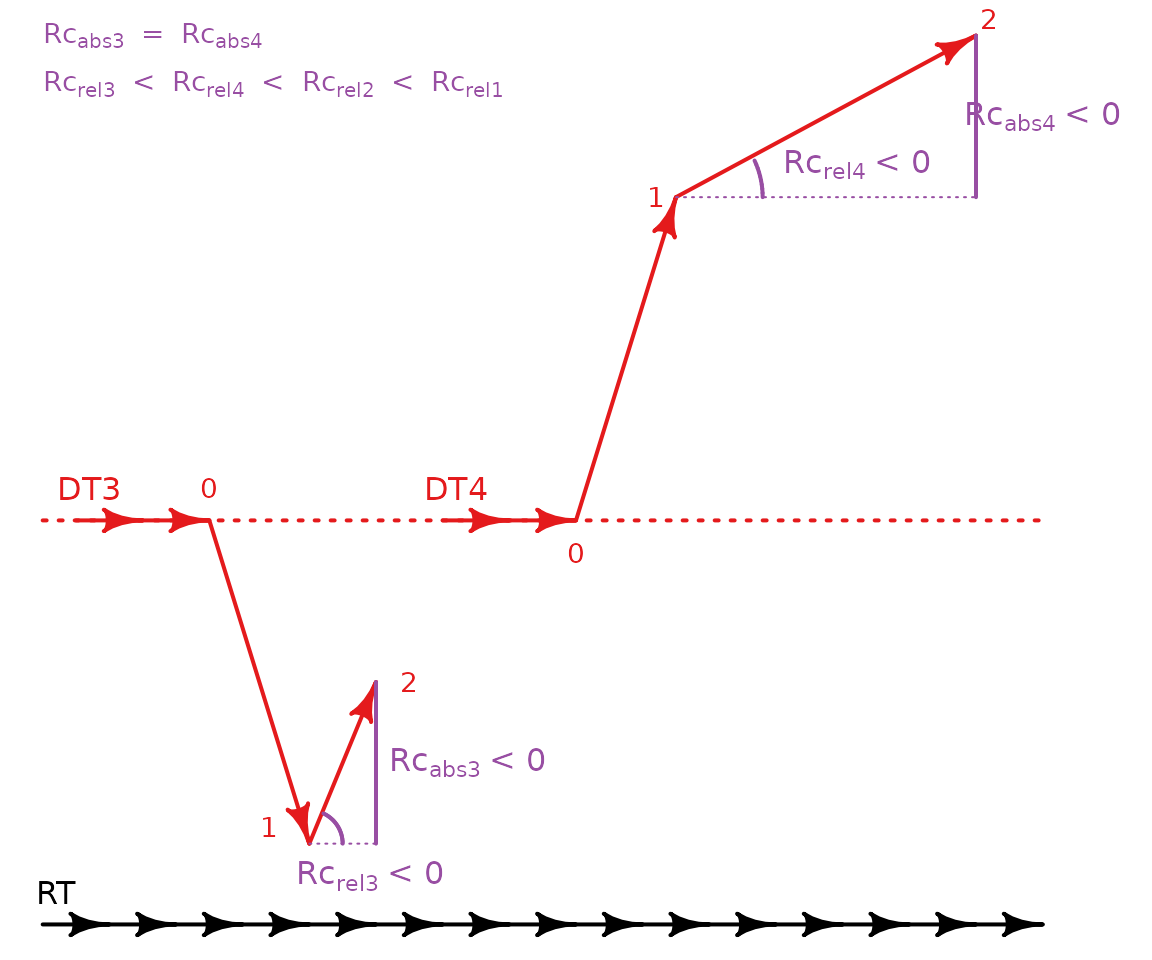 Rcabs3 = Rcabs4
Rcrel3 < Rcrel4 < Rcrel2 < Rcrel1
2
Rcabs4 < 0
Rcrel4 < 0
1
DT3
0
DT4
0
2
Rcabs3 < 0
1
Rcrel3 < 0
RT